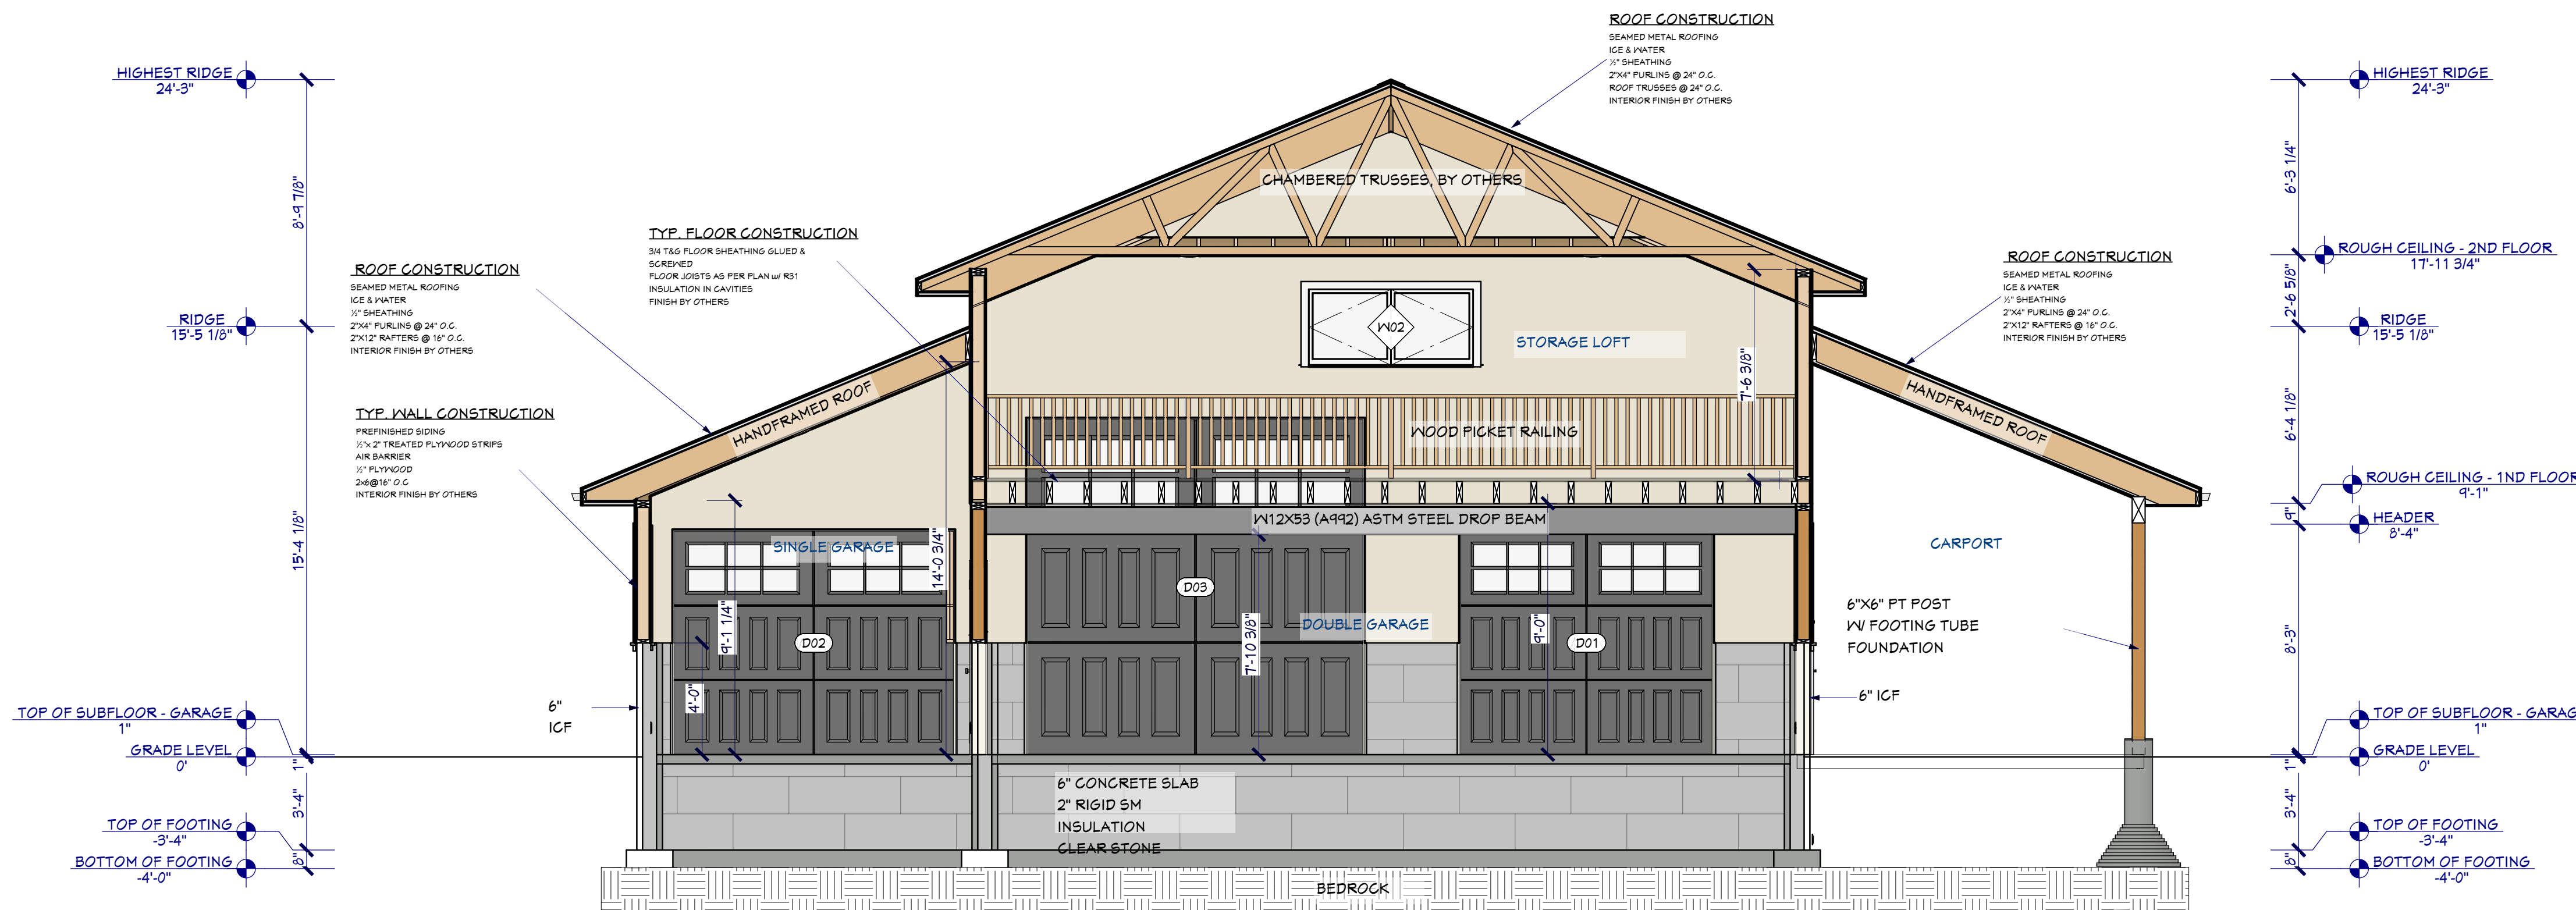 ROOF CONSTRUCTION
SEAMED METAL ROOFING
ICE & WATER
½" SHEATHING
2"X4" PURLINS @ 24" O.C.
ROOF TRUSSES @ 24" O.C.
INTERIOR FINISH BY OTHERS
HIGHEST RIDGE
24'-3"
HIGHEST RIDGE
24'-3"
8'-9 7/8"
6'-3 1/4"
CHAMBERED TRUSSES, BY OTHERS
TYP. FLOOR CONSTRUCTION
3/4 T&G FLOOR SHEATHING GLUED &
SCREWED
FLOOR JOISTS AS PER PLAN w/ R31
INSULATION IN CAVITIES
FINISH BY OTHERS
ROOF CONSTRUCTION
SEAMED METAL ROOFING
ICE & WATER
½" SHEATHING
2"X4" PURLINS @ 24" O.C.
2"X12" RAFTERS @ 16" O.C.
INTERIOR FINISH BY OTHERS
ROOF CONSTRUCTION
SEAMED METAL ROOFING
ICE & WATER
½" SHEATHING
2"X4" PURLINS @ 24" O.C.
2"X12" RAFTERS @ 16" O.C.
INTERIOR FINISH BY OTHERS
ROUGH CEILING - 2ND FLOOR
17'-11 3/4"
2'-6 5/8"
RIDGE
15'-5 1/8"
RIDGE
15'-5 1/8"
W02
STORAGE LOFT
7'-6 3/8"
6'-4 1/8"
HANDFRAMED ROOF
HANDFRAMED ROOF
TYP. WALL CONSTRUCTION
PREFINISHED SIDING
½"x 2" TREATED PLYWOOD STRIPS
AIR BARRIER
½" PLYWOOD
2x6@16" O.C
INTERIOR FINISH BY OTHERS
WOOD PICKET RAILING
ROUGH CEILING - 1ND FLOOR
9'-1"
9"
HEADER
8'-4"
W12X53 (A992) ASTM STEEL DROP BEAM
15'-4 1/8"
SINGLE GARAGE
14'-0 3/4"
CARPORT
D03
DOUBLE GARAGE
9'-1 1/4"
7'-10 3/8"
9'-0"
D02
D01
6"X6" PT POST
W/ FOOTING TUBE
FOUNDATION
8'-3"
4'-0"
6"
ICF
6" ICF
TOP OF SUBFLOOR - GARAGE
1"
TOP OF SUBFLOOR - GARAG
1"
GRADE LEVEL
0'
GRADE LEVEL
0'
1"
1"
6" CONCRETE SLAB
2" RIGID SM
INSULATION
CLEAR STONE
3'-4"
3'-4"
TOP OF FOOTING
-3'-4"
TOP OF FOOTING
-3'-4"
8"
8"
BOTTOM OF FOOTING
-4'-0"
BOTTOM OF FOOTING
-4'-0"
BEDROCK